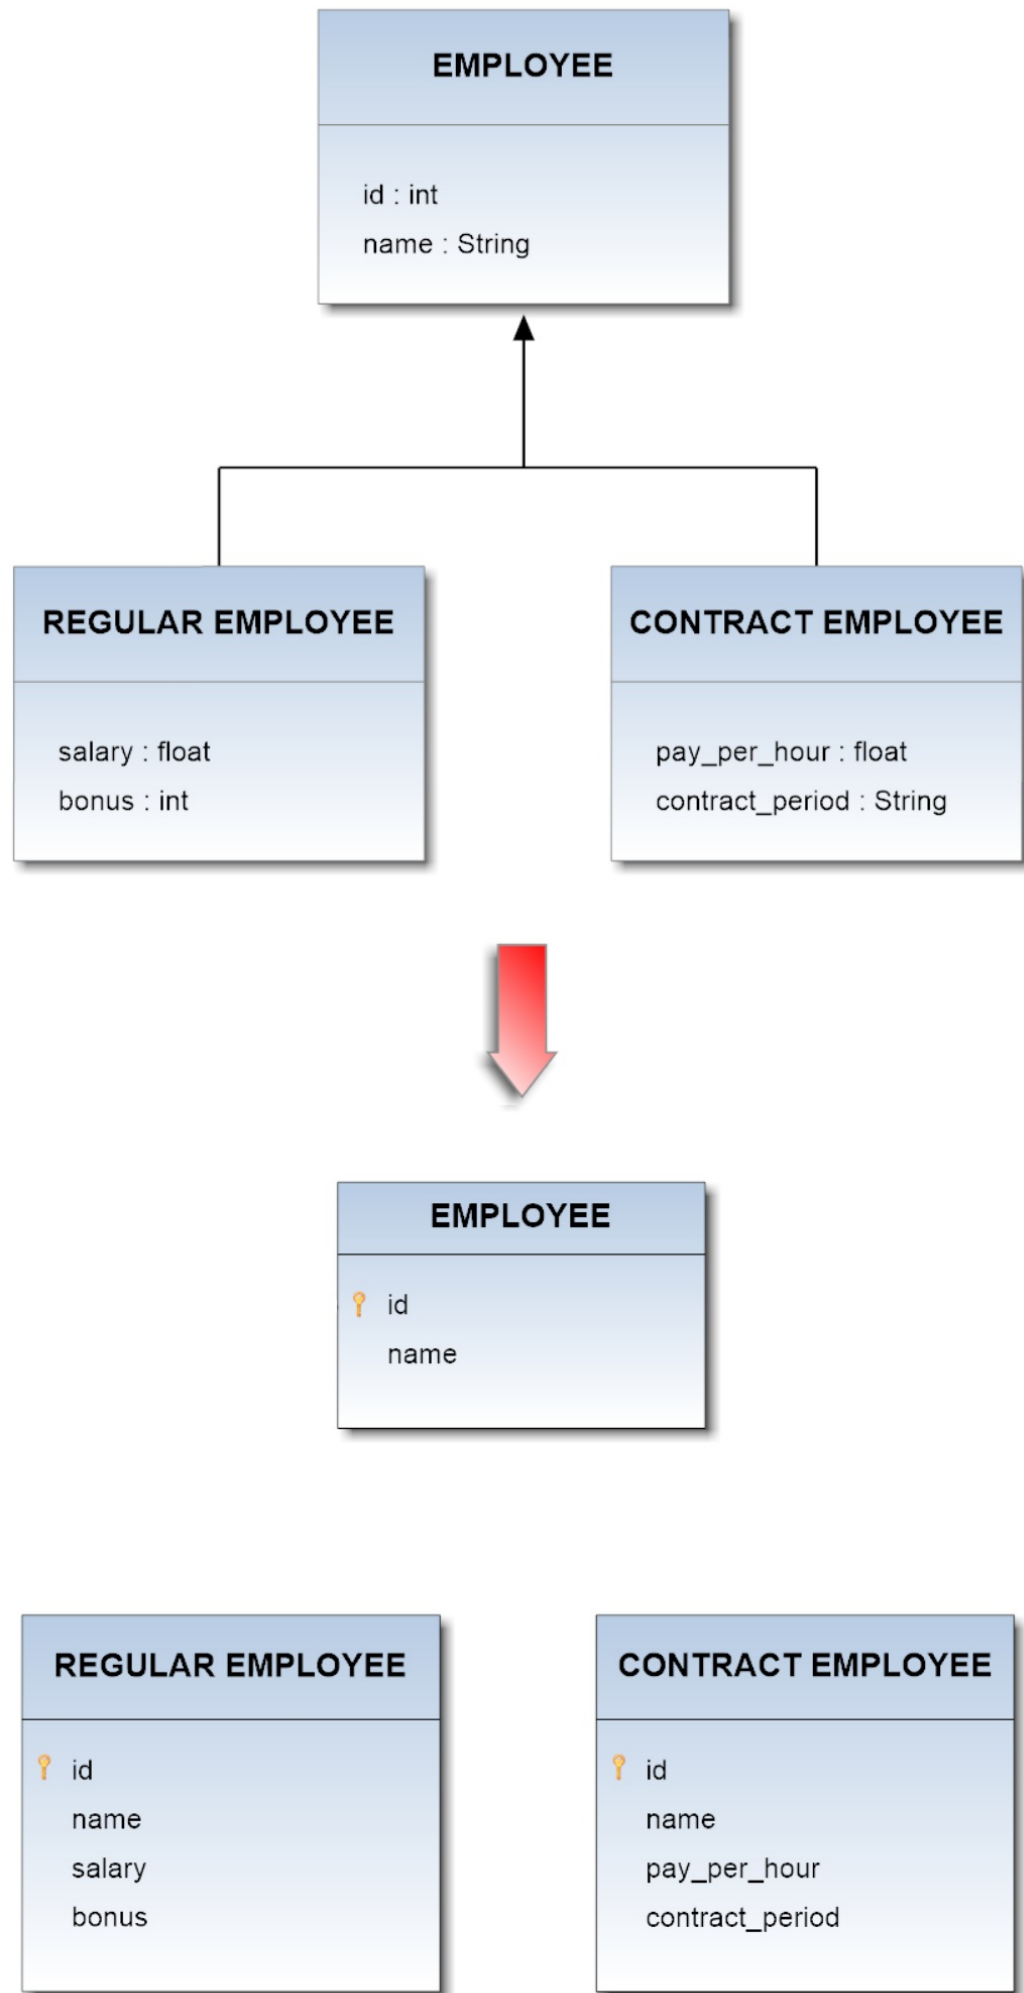 EMPLOYEE
id : int
name : String
REGULAR EMPLOYEE
salary : float
bonus : int
CONTRACT EMPLOYEE
pay_per_hour : float
contract_period : String
EMPLOYEE
id
name
REGULAR EMPLOYEE
id
name
salary
bonus
CONTRACT EMPLOYEE
id
name
pay_per_hour
contract_period